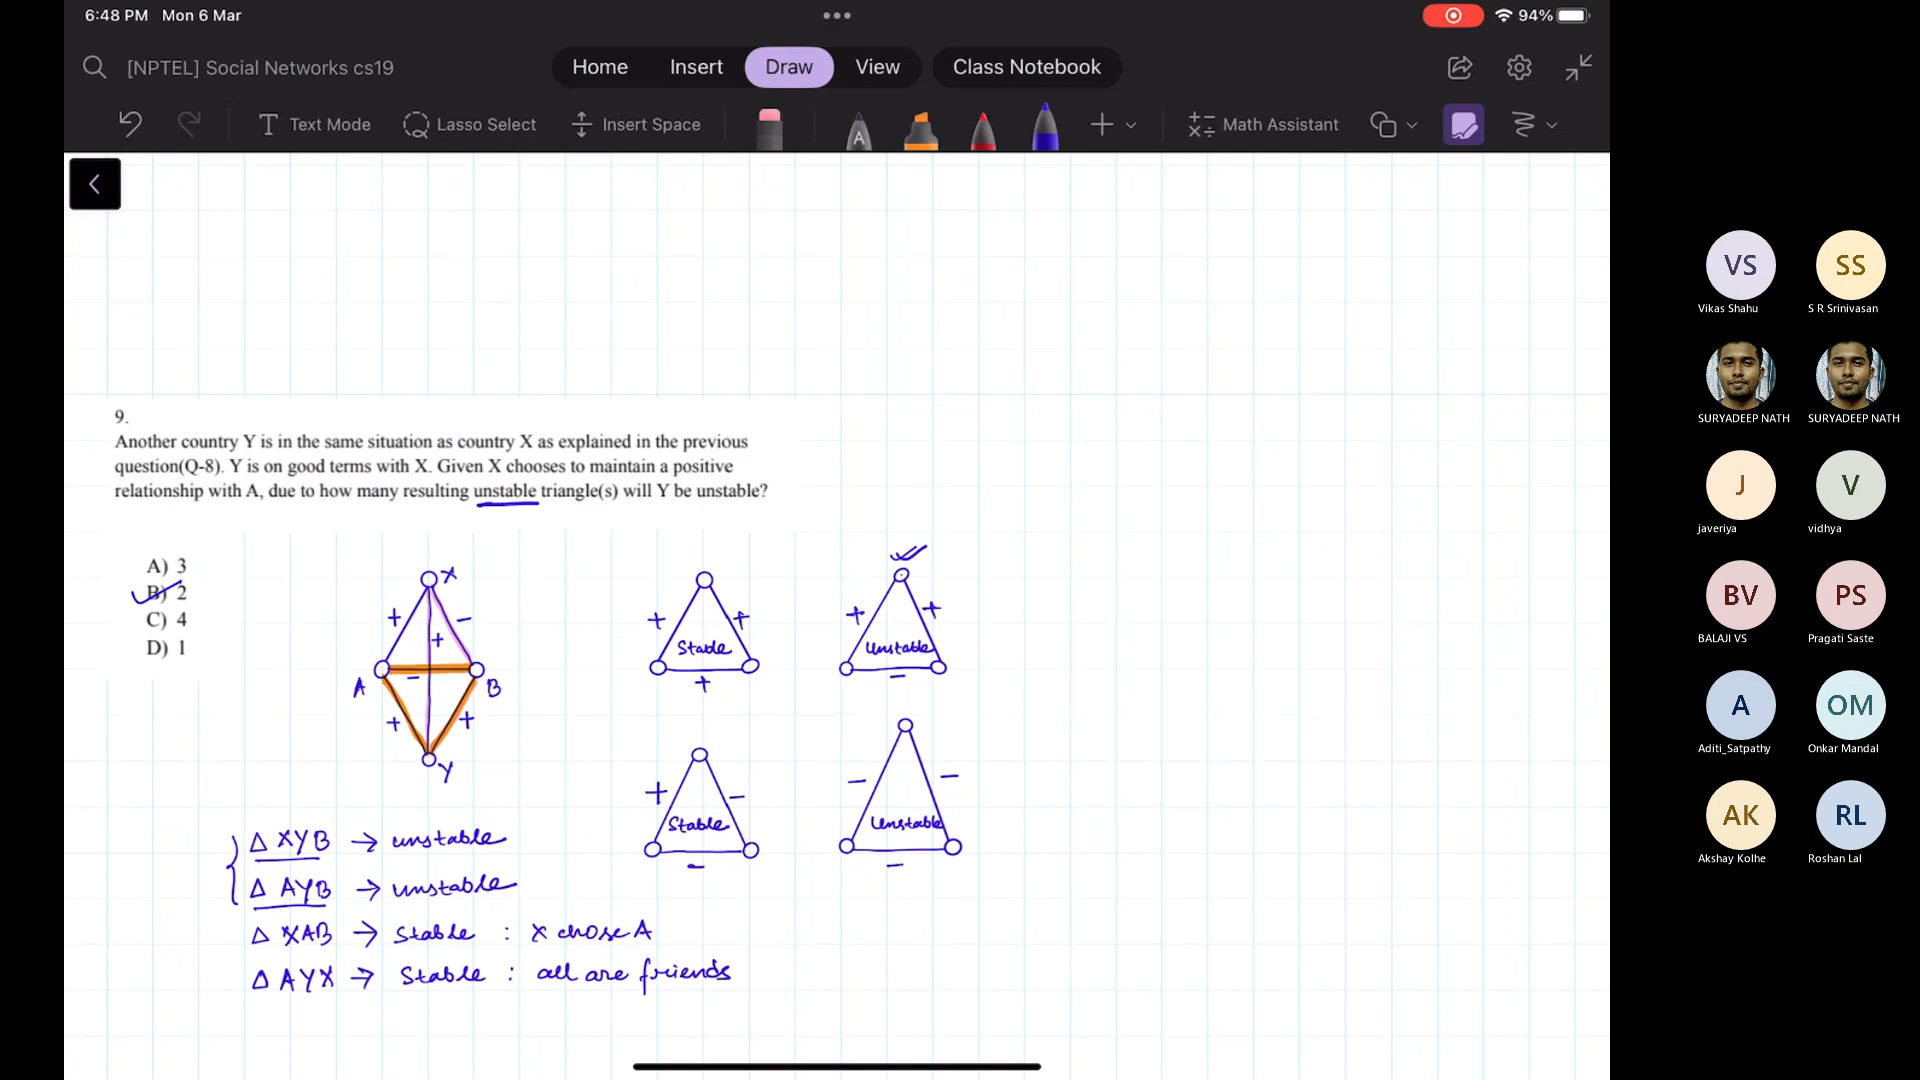 6:48 PM Mon 6 Mar
94%
[NPTEL] Social Networks cs19
Home Insert Draw View Class Notebook
Text Mode Lasso Select Insert Space A Math Assistant
9.
Another country Y is in the same situation as country X as explained in the previous
question(Q-8). Y is on good terms with X. Given X chooses to maintain a positive
relationship with A, due to how many resulting unstable triangle(s) will Y be unstable?
A) 3
B) 2
C) 4
D) 1
X
+ −
+
−
A B
+ +
Y
+ +
Stable
+
+ +
Unstable
−
+ −
Stable
−
− −
Unstable
−
Δ XYB → unstable
Δ AYB → unstable
Δ XAB → Stable : X chose A
Δ AYX → Stable : all are friends
VS SS
Vikas Shahu S R Srinivasan
SURYADEEP NATH SURYADEEP NATH
J V
javeriya vidhya
BV PS
BALAJI VS Pragati Saste
A OM
Aditi_Satpathy Onkar Mandal
AK RL
Akshay Kolhe Roshan Lal